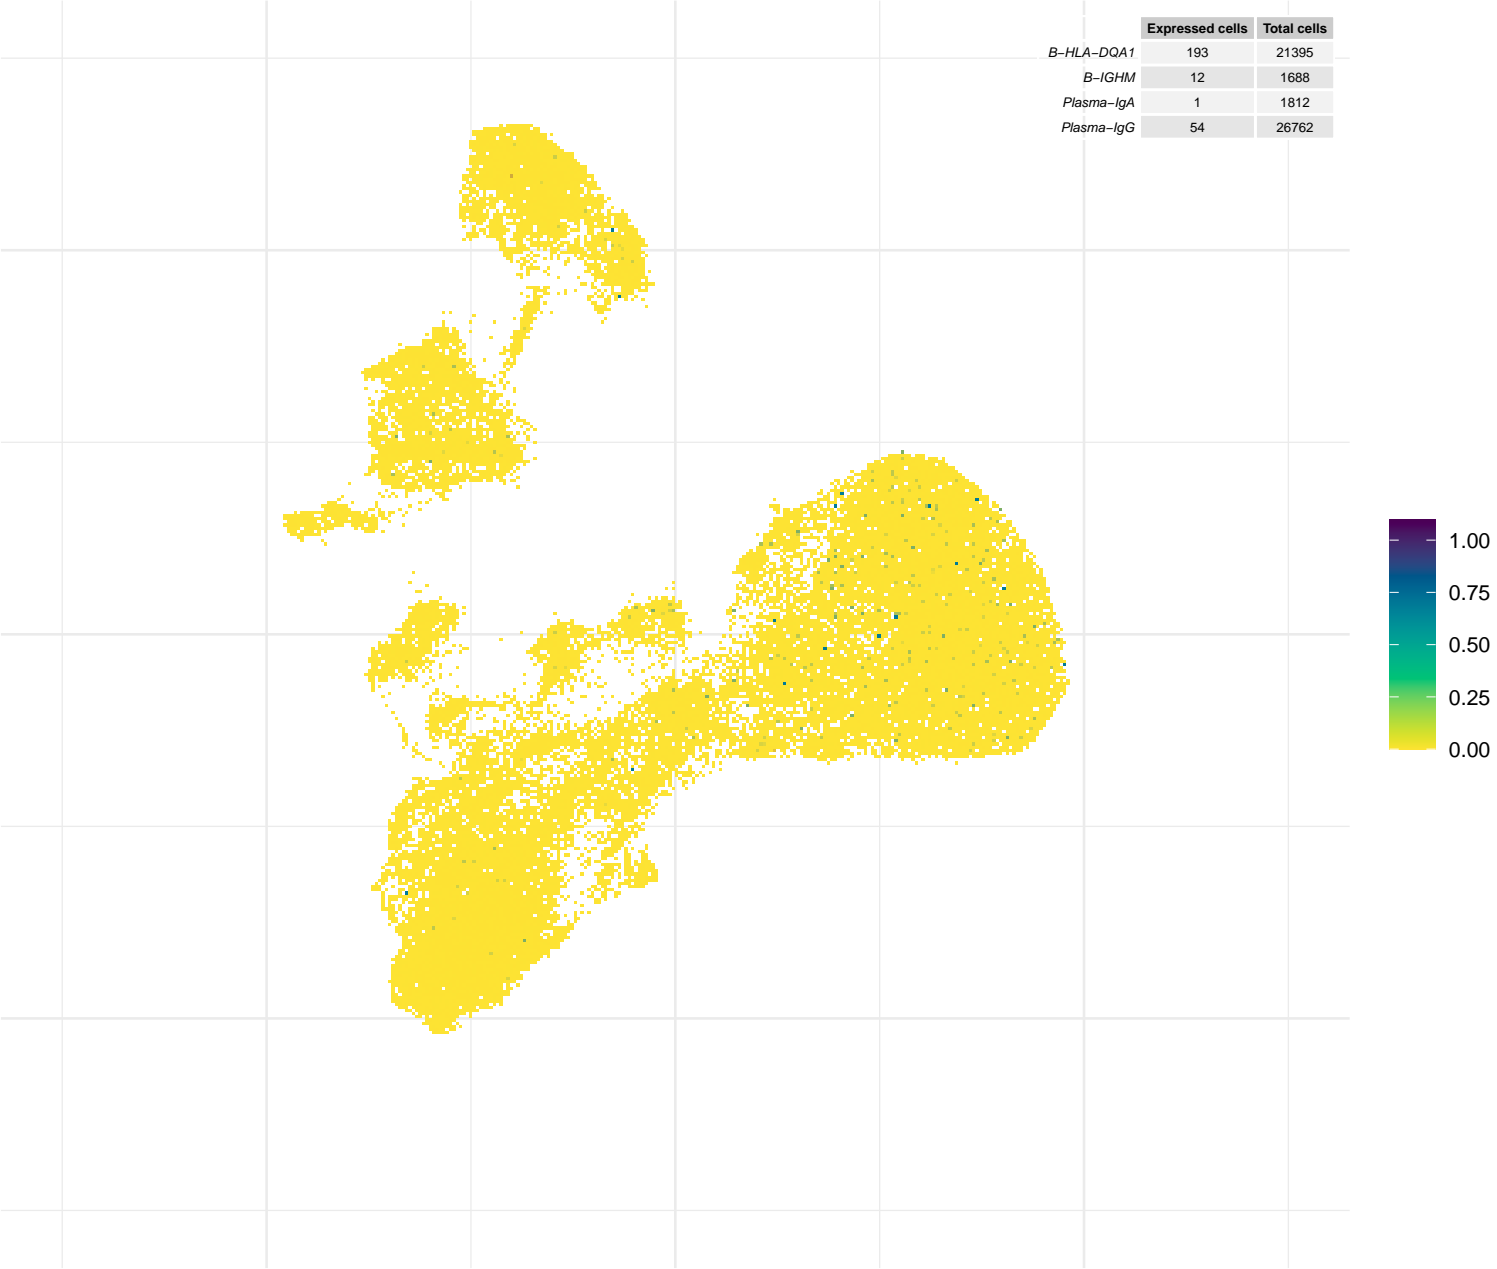 Expressed cells Total cells
B−HLA−DQA1 193 21395
B−IGHM 12 1688
Plasma−IgA 1 1812
Plasma−IgG 54 26762
1.00
0.75
0.50
0.25
0.00